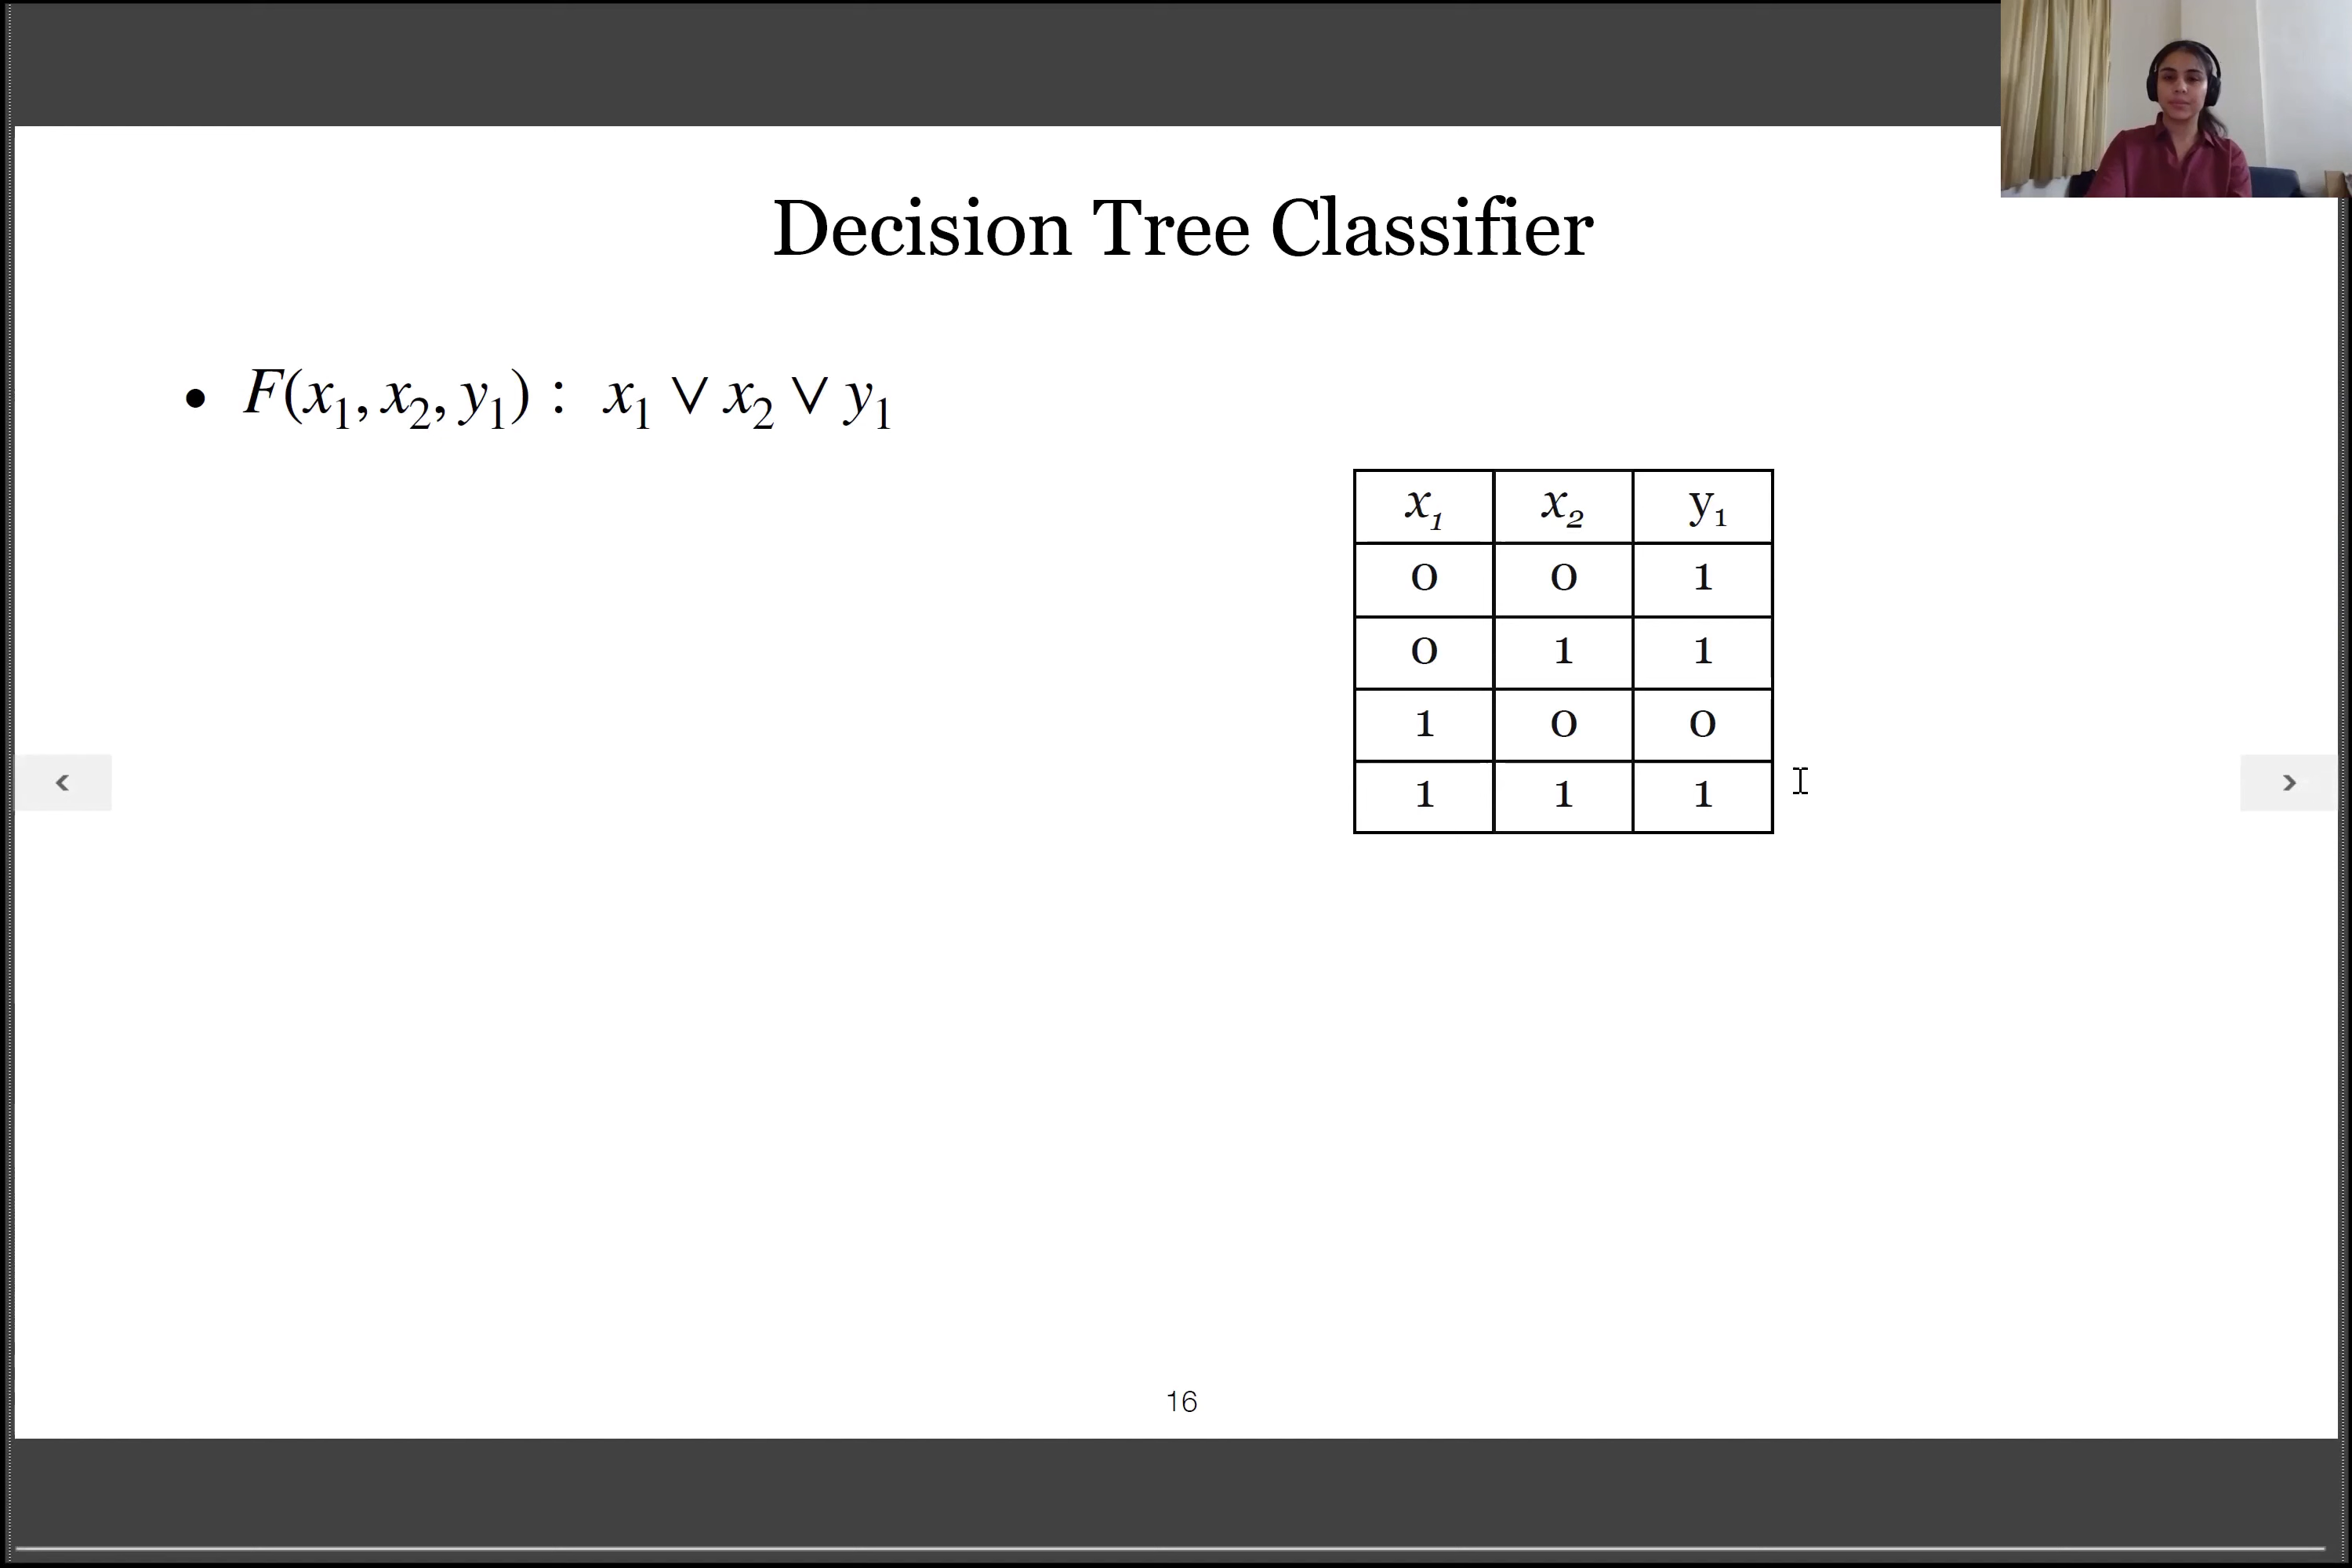 Decision Tree Classifier
• F(x₁, x₂, y₁) : x₁ ∨ x₂ ∨ y₁
x₁ x₂ y₁
0 0 1
0 1 1
1 0 0
1 1 1
16